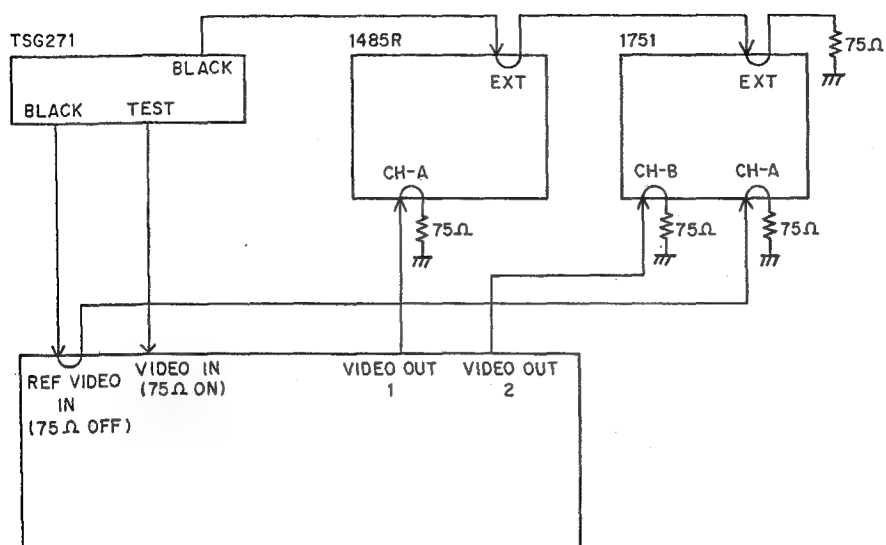 TSG271
BLACK
BLACK
TEST
1485R
EXT
CH-A
75Ω
1751
EXT
75Ω
CH-B
CH-A
75Ω
75Ω
REF VIDEO
IN
(75Ω OFF)
VIDEO IN
(75Ω ON)
VIDEO OUT
1
VIDEO OUT
2